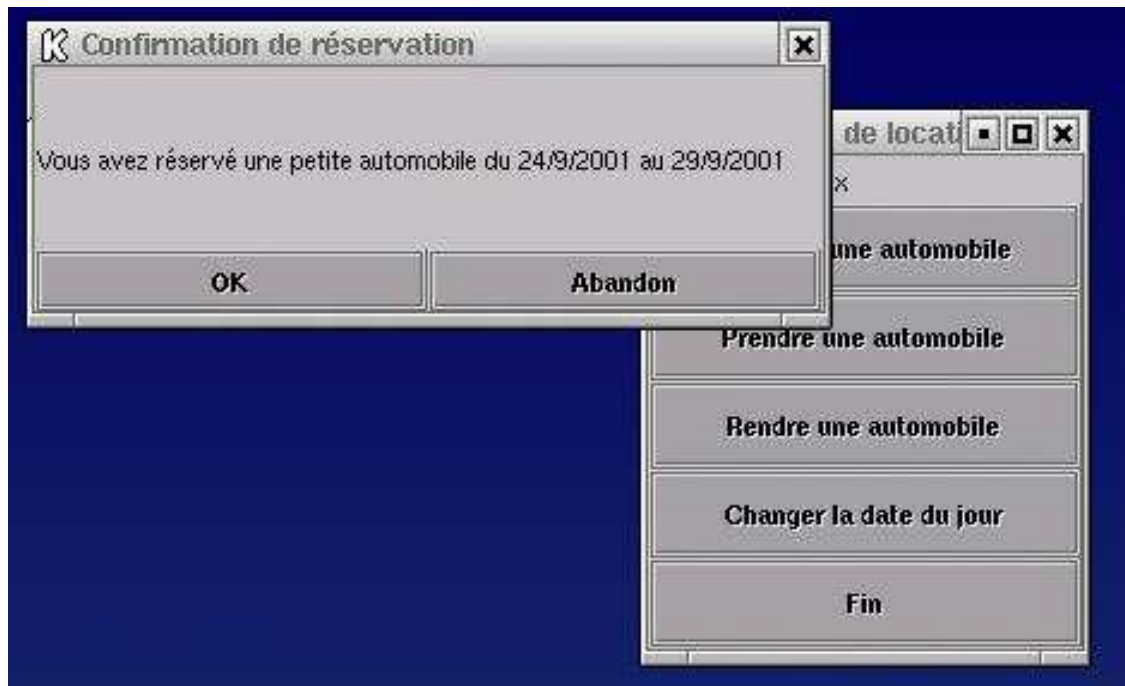 Confirmation de réservation
Vous avez réservé une petite automobile du 24/9/2001 au 29/9/2001
OK
Abandon
de locati
x
une automobile
Prendre une automobile
Rendre une automobile
Changer la date du jour
Fin